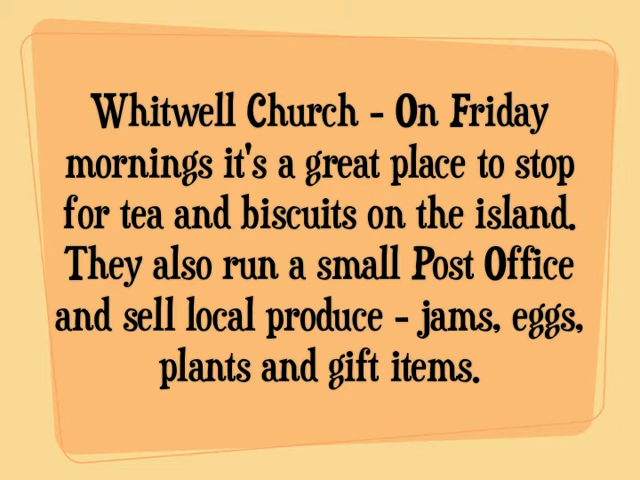 Whitwell Church - On Friday
mornings it's a great place to stop
for tea and biscuits on the island.
They also run a small Post Office
and sell local produce - jams, eggs,
plants and gift items.